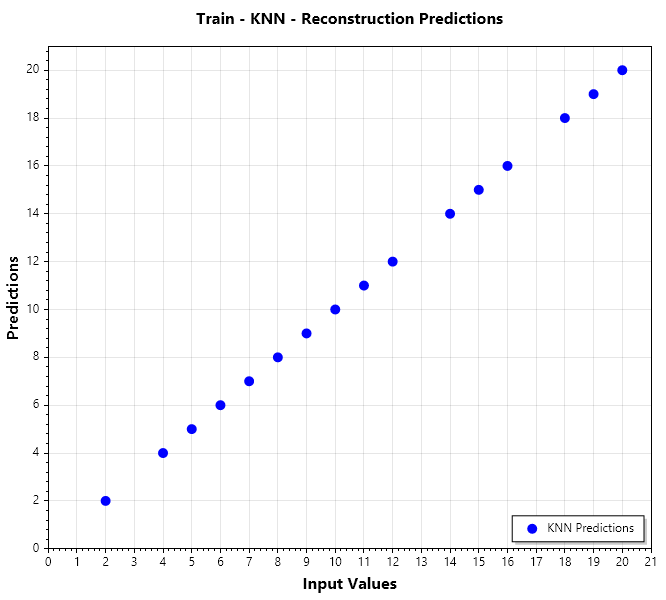 Train - KNN - Reconstruction Predictions
Predictions
20
18
16
14
12
10
8
6
4
2
0
KNN Predictions
0 1 2 3 4 5 6 7 8 9 10 11 12 13 14 15 16 17 18 19 20 21
Input Values